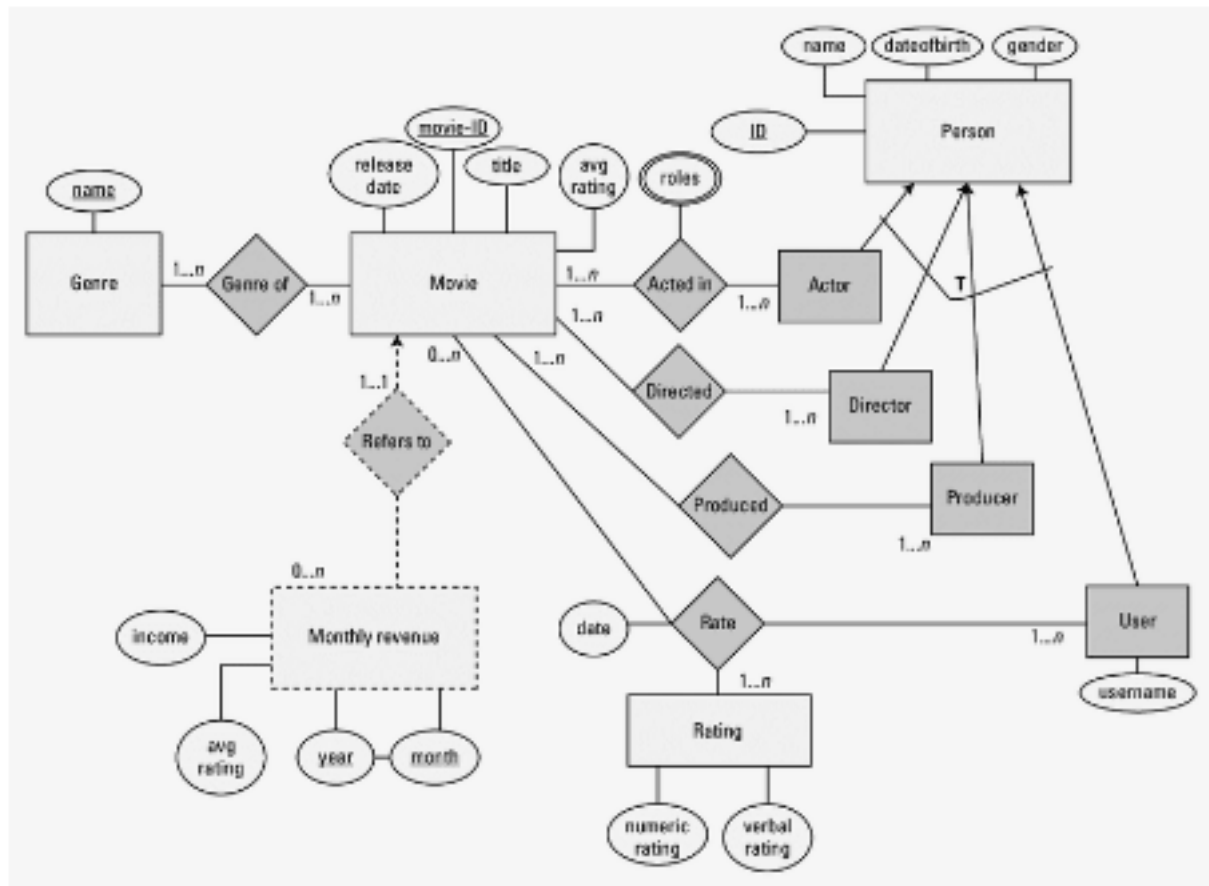 name
dateofbirth
gender
ID
Person
movie-ID
release
date
title
avg
rating
roles
name
Genre
1...n
Genre of
1...n
Movie
1...n
Acted in
1...n
Actor
T
1...n
Directed
1...n
Director
0...n
1...n
Produced
1...n
Producer
1...1
Refers to
0...n
Monthly revenue
income
avg
rating
year
month
date
Rate
1...n
User
username
1...n
Rating
numeric
rating
verbal
rating